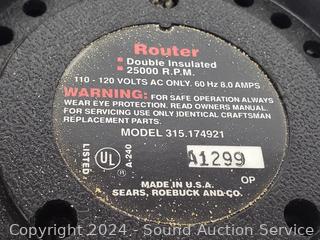 Router
Double Insulated
25000 R.P.M.
110 - 120 VOLTS AC ONLY. 60 Hz 8.0 AMPS
WARNING: FOR SAFE OPERATION ALWAYS
WEAR EYE PROTECTION. READ OWNERS MANUAL.
FOR SERVICING USE ONLY IDENTICAL CRAFTSMAN
REPLACEMENT PARTS.
MODEL 315.174921
LISTED
UL
A-240
A1299
MADE IN U.S.A.
OP
SEARS, ROEBUCK AND CO.
Copyright 2024 - Sound Auction Service